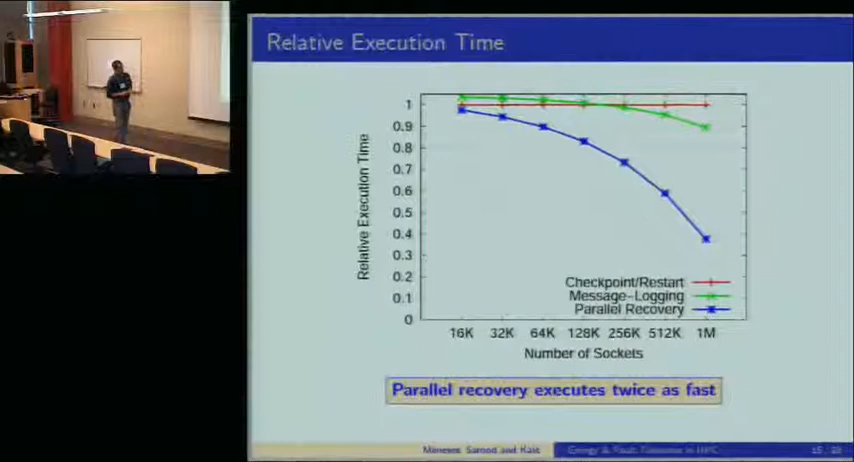 Relative Execution Time
Relative Execution Time
1
0.9
0.8
0.7
0.6
0.5
0.4
0.3
0.2
0.1
0
Checkpoint/Restart
Message-Logging
Parallel Recovery
16K 32K 64K 128K 256K 512K 1M
Number of Sockets
Parallel recovery executes twice as fast
Meneses, Sarood and Kalé
Energy & Fault Tolerance in HPC